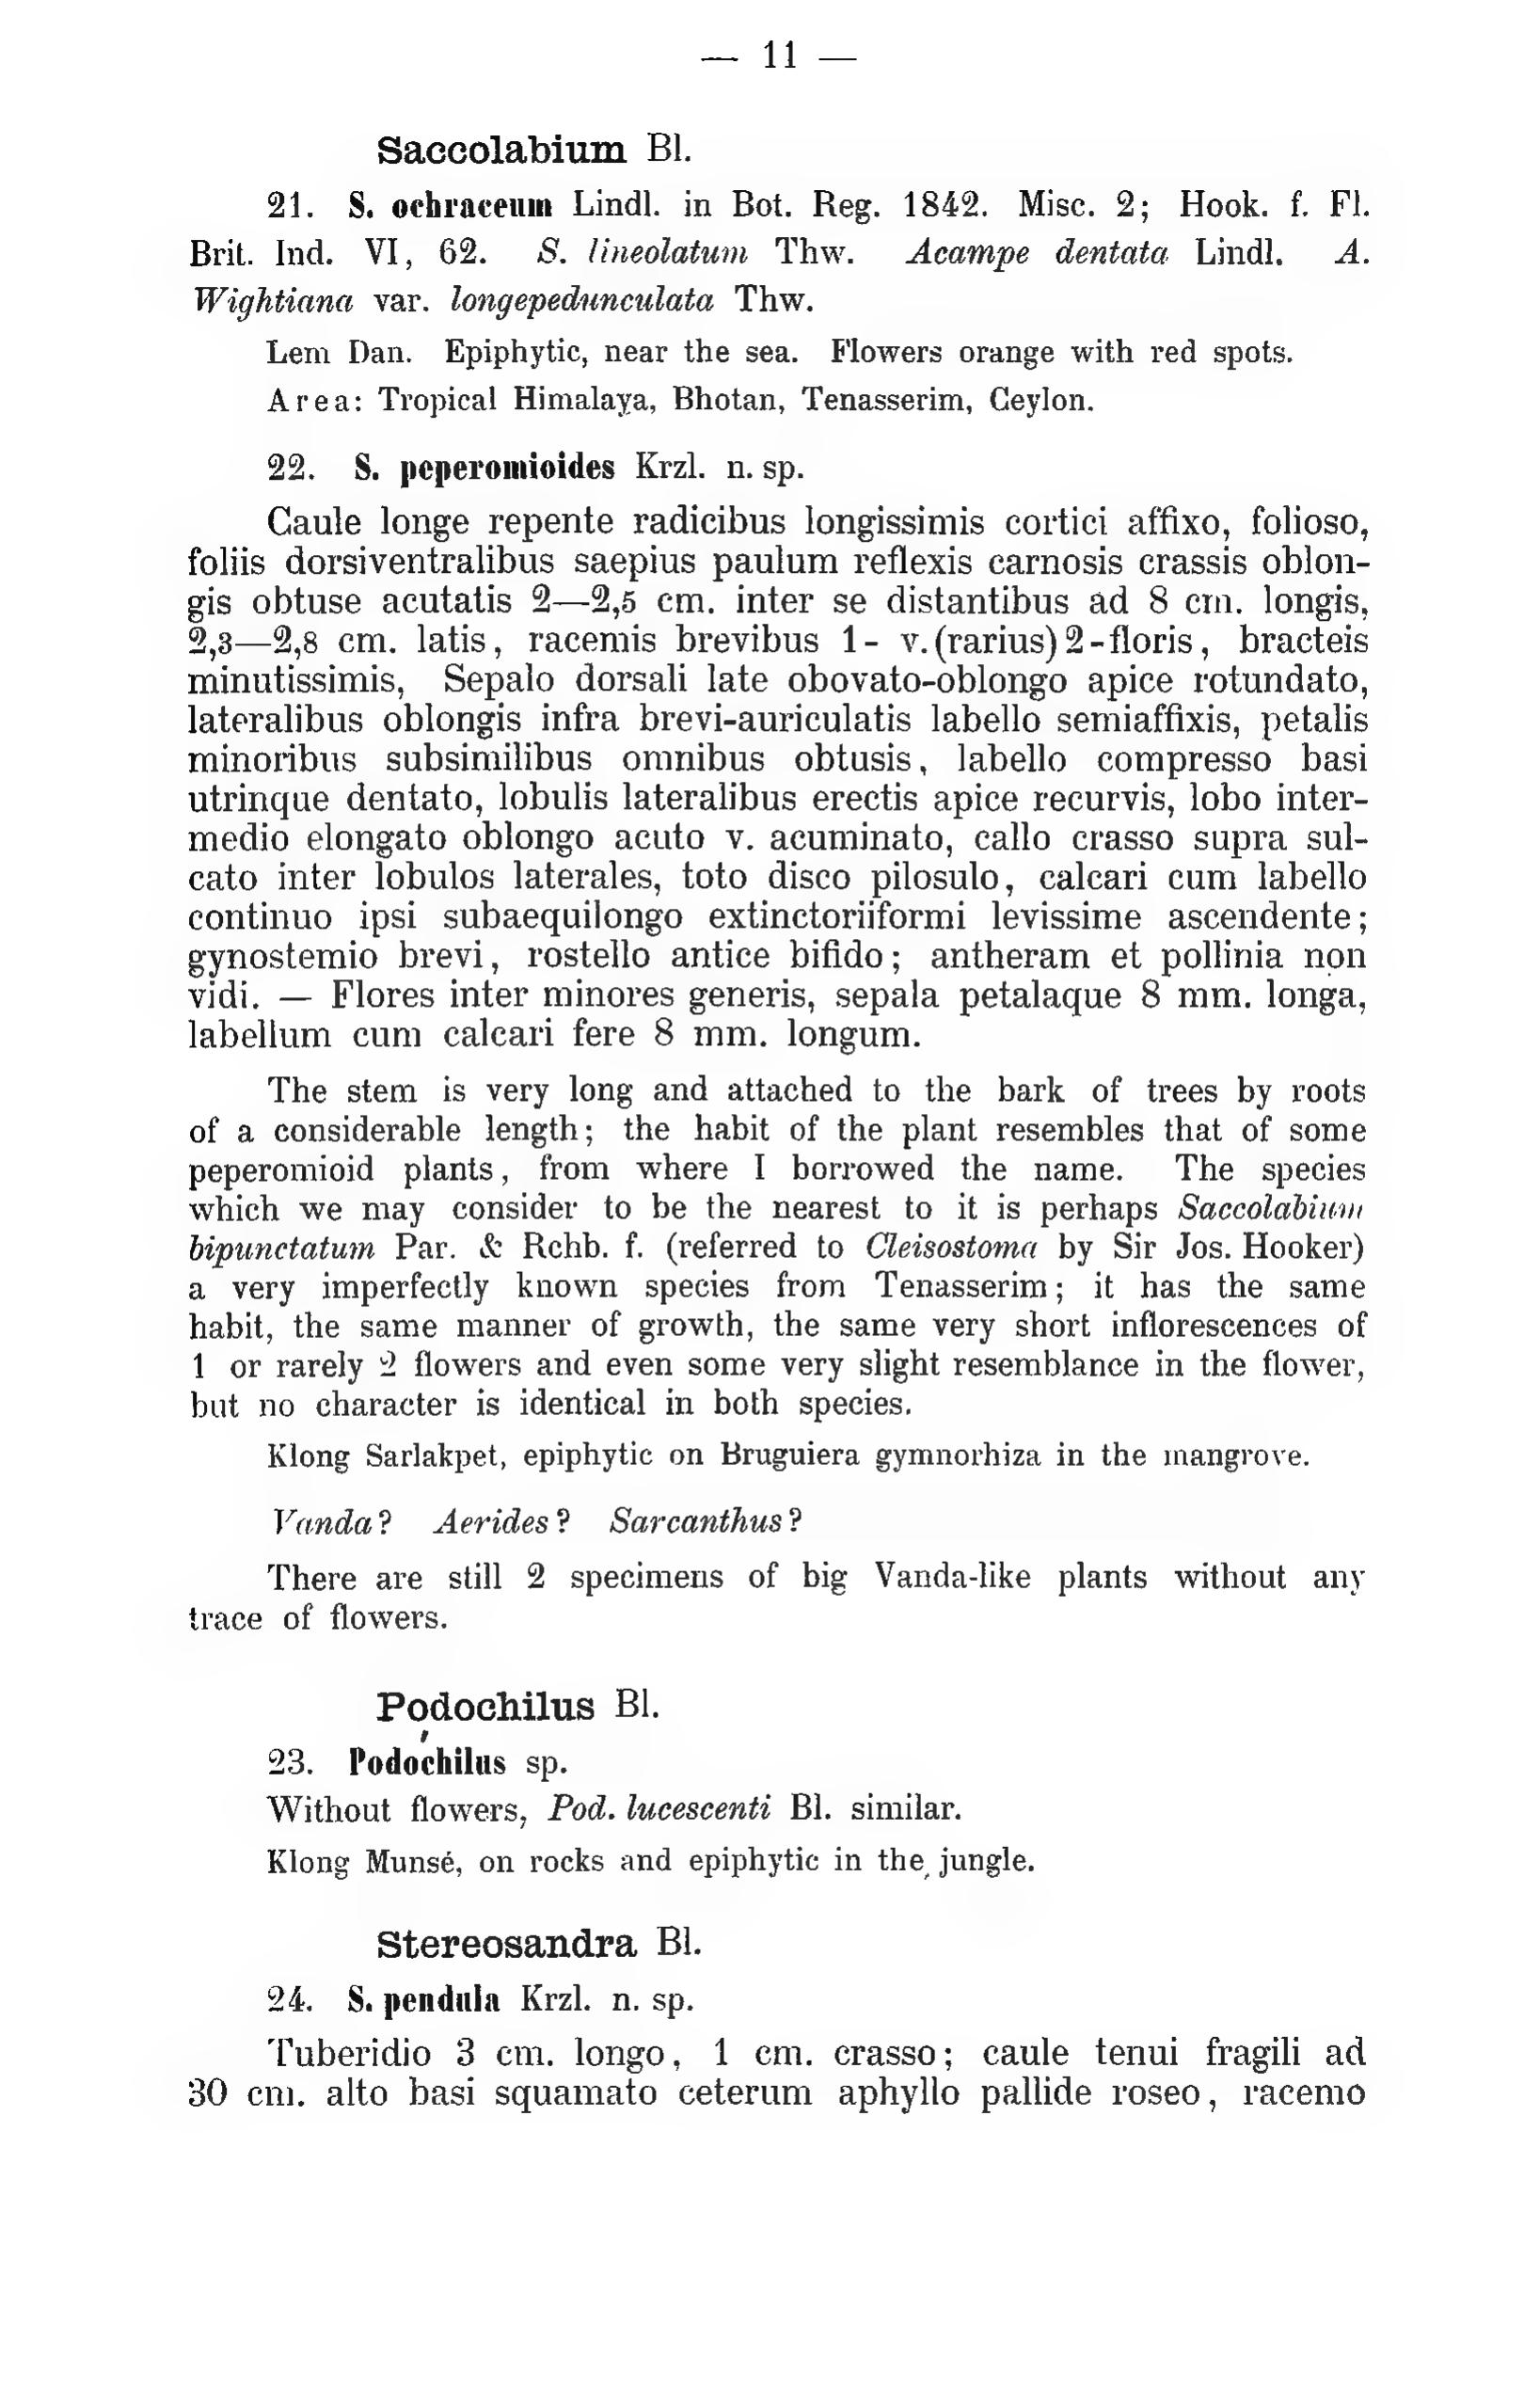 — 11 —
Saccolabium Bl.
21. S. ochraceum Lindl. in Bot. Reg. 1842. Misc. 2; Hook. f. Fl.
Brit. Ind. VI, 62. S. lineolatum Thw. Acampe dentata Lindl. A.
Wightiana var. longepedunculata Thw.
Lem Dan. Epiphytic, near the sea. Flowers orange with red spots.
Area: Tropical Himalaya, Bhotan, Tenasserim, Ceylon.
22. S. peperomioides Krzl. n. sp.
Caule longe repente radicibus longissimis cortici affixo, folioso,
foliis dorsiventralibus saepius paulum reflexis carnosis crassis oblon-
gis obtuse acutatis 2—2,5 cm. inter se distantibus ad 8 cm. longis,
2,3—2,8 cm. latis, racemis brevibus 1- v. (rarius) 2-floris, bracteis
minutissimis, Sepalo dorsali late obovato-oblongo apice rotundato,
lateralibus oblongis infra brevi-auriculatis labello semiaffixis, petalis
minoribus subsimilibus omnibus obtusis, labello compresso basi
utrinque dentato, lobulis lateralibus erectis apice recurvis, lobo inter-
medio elongato oblongo acuto v. acuminato, callo crasso supra sul-
cato inter lobulos laterales, toto disco pilosulo, calcari cum labello
continuo ipsi subaequilongo extinctoriiformi levissime ascendente;
gynostemio brevi, rostello antice bifido; antheram et pollinia non
vidi. — Flores inter minores generis, sepala petalaque 8 mm. longa,
labellum cum calcari fere 8 mm. longum.
The stem is very long and attached to the bark of trees by roots
of a considerable length; the habit of the plant resembles that of some
peperomioid plants, from where I borrowed the name. The species
which we may consider to be the nearest to it is perhaps Saccolabium
bipunctatum Par. & Rchb. f. (referred to Cleisostoma by Sir Jos. Hooker)
a very imperfectly known species from Tenasserim; it has the same
habit, the same manner of growth, the same very short inflorescences of
1 or rarely 2 flowers and even some very slight resemblance in the flower,
but no character is identical in both species.
Klong Sarlakpet, epiphytic on Bruguiera gymnorhiza in the mangrove.
Vanda? Aerides? Sarcanthus?
There are still 2 specimens of big Vanda-like plants without any
trace of flowers.
Podochilus Bl.
23. Podochilus sp.
Without flowers, Pod. lucescenti Bl. similar.
Klong Munsé, on rocks and epiphytic in the jungle.
Stereosandra Bl.
24. S. pendula Krzl. n. sp.
Tuberidio 3 cm. longo, 1 cm. crasso; caule tenui fragili ad
30 cm. alto basi squamato ceterum aphyllo pallide roseo, racemo